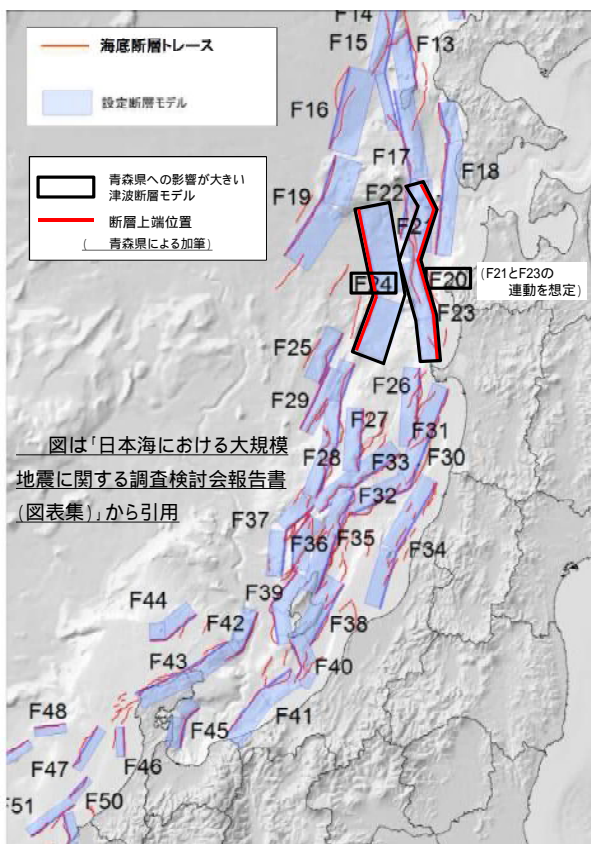 F14
海底断層トレース
F15
F13
設定断層モデル
F16
F17
F18
青森県への影響が大きい
津波断層モデル
断層上端位置
( 青森県による加筆)
F19
F22
F21
F24
F20
(F21とF23の
連動を想定)
F23
F25
F26
F29
F27
F31
図は「日本海における大規模
地震に関する調査検討会報告書
(図表集)」から引用
F28
F33
F30
F32
F37
F35
F36
F34
F39
F44
F42
F38
F43
F40
F48
F45
F41
F47
F46
F50
F51